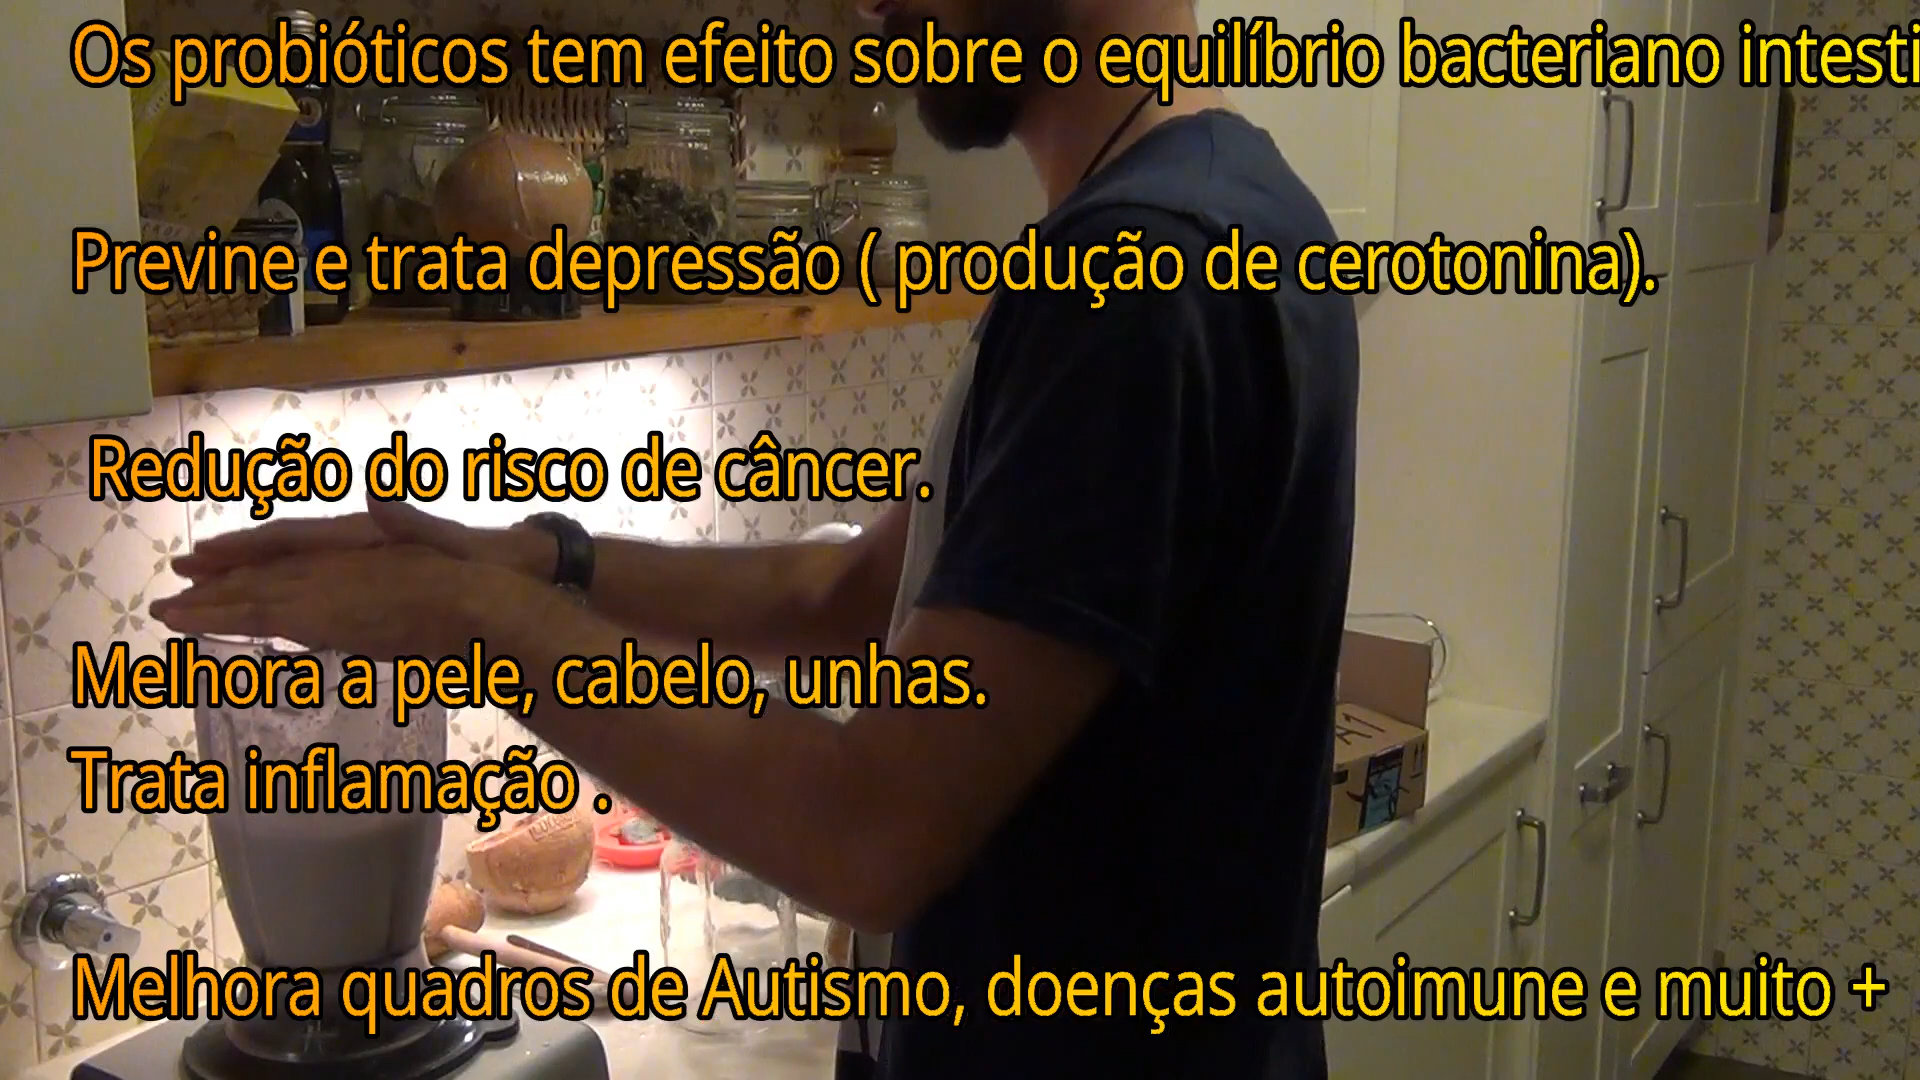 Os probióticos tem efeito sobre o equilíbrio bacteriano intesti
Previne e trata depressão ( produção de cerotonina).
Redução do risco de câncer.
Melhora a pele, cabelo, unhas.
Trata inflamação .
Melhora quadros de Autismo, doenças autoimune e muito +